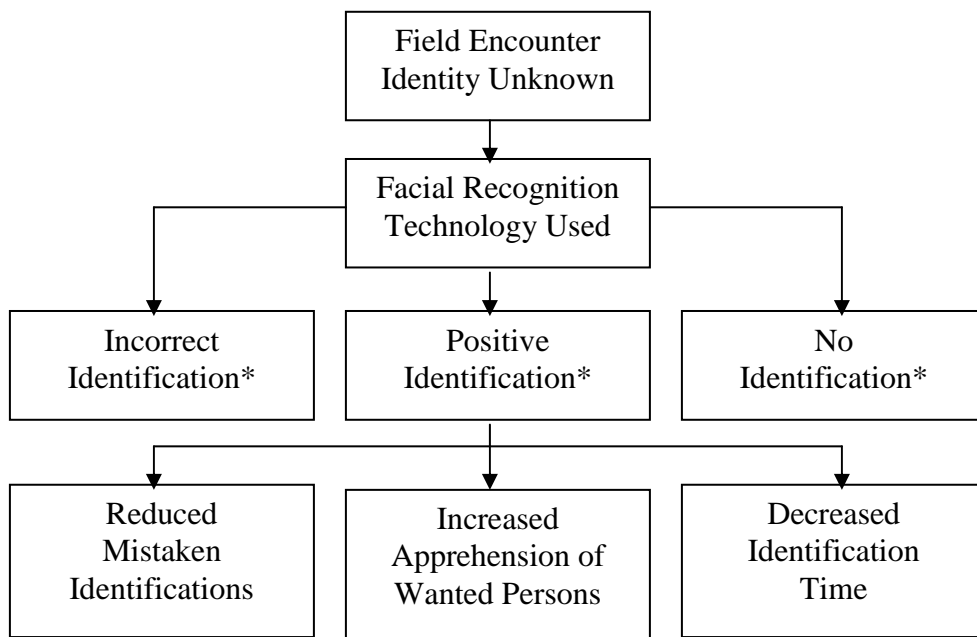 Field Encounter
Identity Unknown
Facial Recognition
Technology Used
Incorrect
Identification*
Positive
Identification*
No
Identification*
Reduced
Mistaken
Identifications
Increased
Apprehension of
Wanted Persons
Decreased
Identification
Time